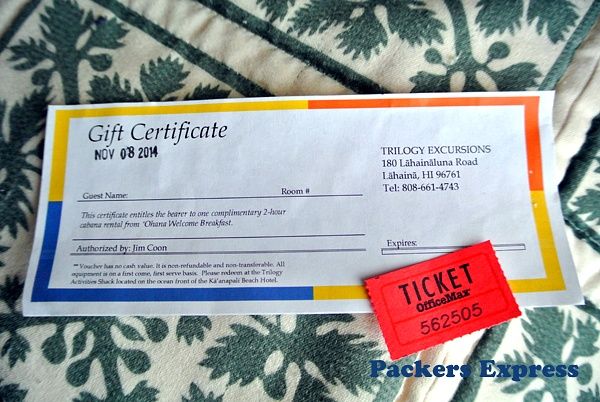 Gift Certificate
NOV 08 2014
TRILOGY EXCURSIONS
180 Lāhaināluna Road
Lāhainā, HI 96761
Tel: 808-661-4743
Guest Name:
Room #
This certificate entitles the bearer to one complimentary 2-hour
cabana rental from 'Ohana Welcome Breakfast.
Authorized by: Jim Coon
Expires:
** Voucher has no cash value. It is non-refundable and non-transferable. All
equipment is on a first come, first serve basis. Please redeem at the Trilogy
Activities Shack located on the ocean front of the Kā'anapali Beach Hotel.
TICKET
OfficeMax
562505
Packers Express